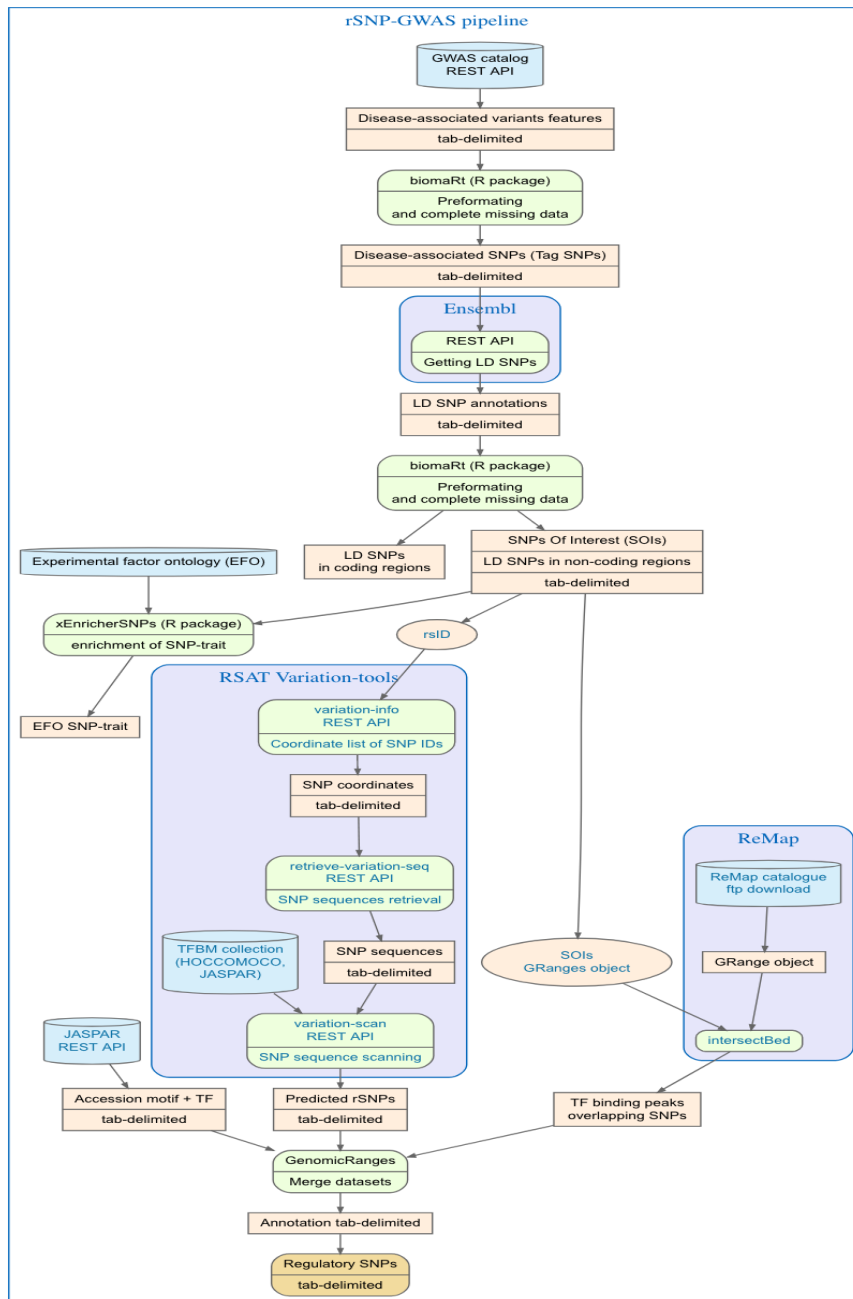 rSNP-GWAS pipeline
GWAS catalog
REST API
Disease-associated variants features
tab-delimited
biomaRt (R package)
Preformating
and complete missing data
Disease-associated SNPs (Tag SNPs)
tab-delimited
Ensembl
REST API
Getting LD SNPs
LD SNP annotations
tab-delimited
biomaRt (R package)
Preformating
and complete missing data
LD SNPs
in coding regions
SNPs Of Interest (SOIs)
LD SNPs in non-coding regions
tab-delimited
Experimental factor ontology (EFO)
xEnricherSNPs (R package)
enrichment of SNP-trait
rsID
EFO SNP-trait
RSAT Variation-tools
variation-info
REST API
Coordinate list of SNP IDs
SNP coordinates
tab-delimited
retrieve-variation-seq
REST API
SNP sequences retrieval
TFBM collection
(HOCCOMOCO,
JASPAR)
SNP sequences
tab-delimited
variation-scan
REST API
SNP sequence scanning
SOIs
GRanges object
ReMap
ReMap catalogue
ftp download
GRange object
intersectBed
JASPAR
REST API
Accession motif + TF
tab-delimited
Predicted rSNPs
tab-delimited
TF binding peaks
overlapping SNPs
GenomicRanges
Merge datasets
Annotation tab-delimited
Regulatory SNPs
tab-delimited